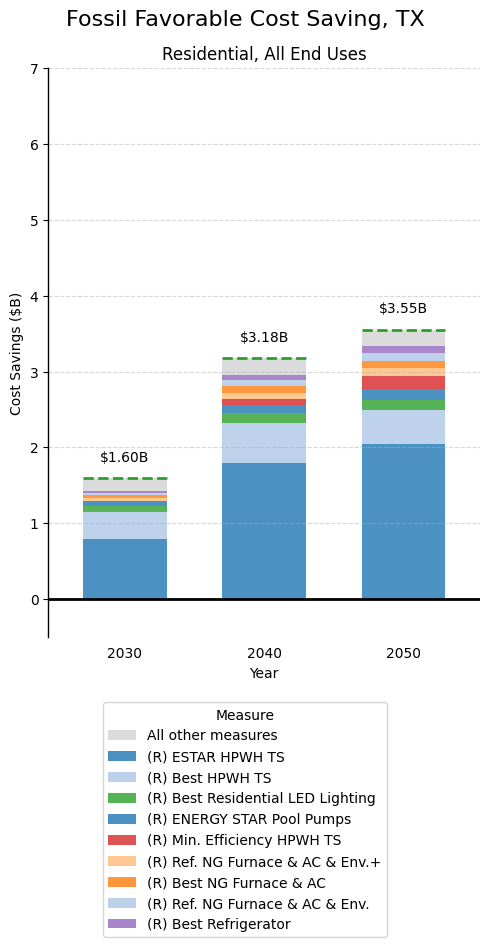 Fossil Favorable Cost Saving, TX
Residential, All End Uses
7
6
5
4
3
2
1
0
Cost Savings ($B)
$1.60B
$3.18B
$3.55B
2030
2040
2050
Year
Measure
All other measures
(R) ESTAR HPWH TS
(R) Best HPWH TS
(R) Best Residential LED Lighting
(R) ENERGY STAR Pool Pumps
(R) Min. Efficiency HPWH TS
(R) Ref. NG Furnace & AC & Env.+
(R) Best NG Furnace & AC
(R) Ref. NG Furnace & AC & Env.
(R) Best Refrigerator